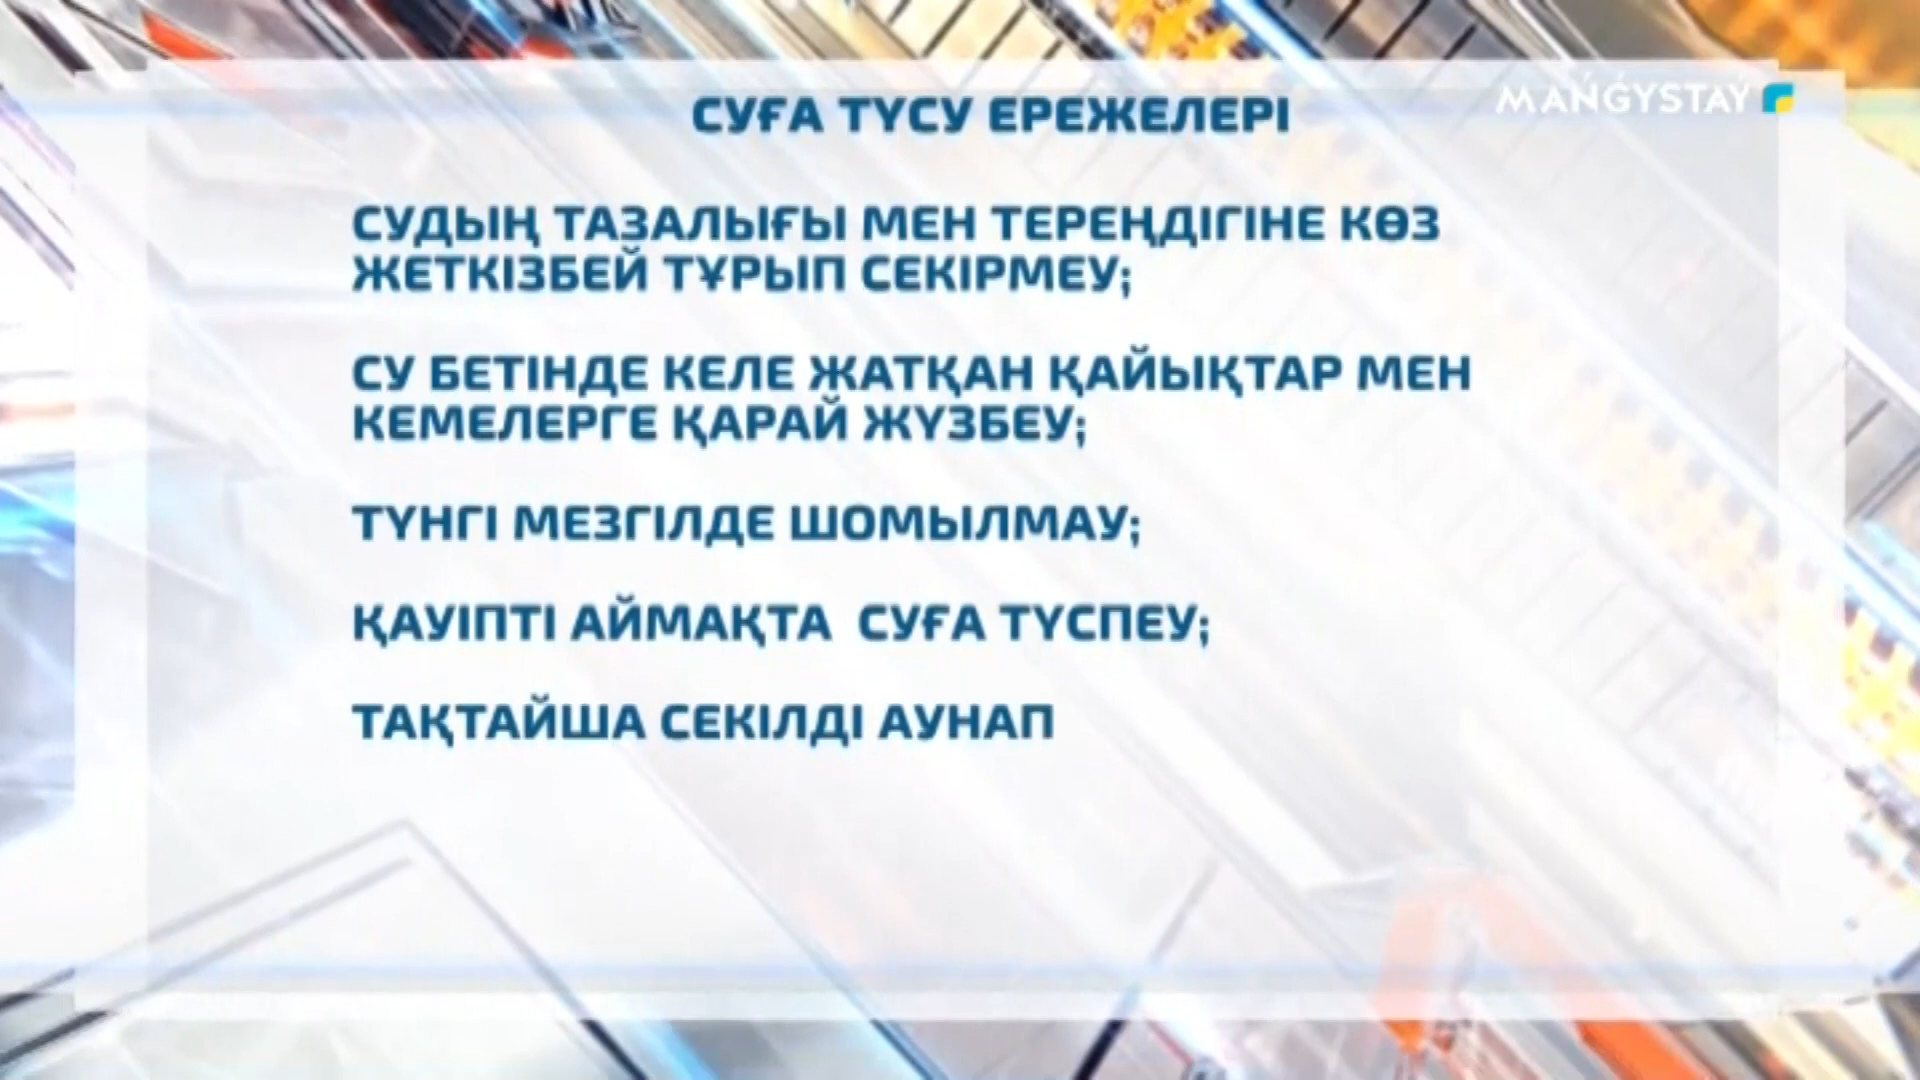 СУҒА ТҮСУ ЕРЕЖЕЛЕРІ
MAŃǴYSTAÝ
СУДЫҢ ТАЗАЛЫҒЫ МЕН ТЕРЕҢДІГІНЕ КӨЗ
ЖЕТКІЗБЕЙ ТҰРЫП СЕКІРМЕУ;
СУ БЕТІНДЕ КЕЛЕ ЖАТҚАН ҚАЙЫҚТАР МЕН
КЕМЕЛЕРГЕ ҚАРАЙ ЖҮЗБЕУ;
ТҮНГІ МЕЗГІЛДЕ ШОМЫЛМАУ;
ҚАУІПТІ АЙМАҚТА  СУҒА ТҮСПЕУ;
ТАҚТАЙША СЕКІЛДІ АУНАП